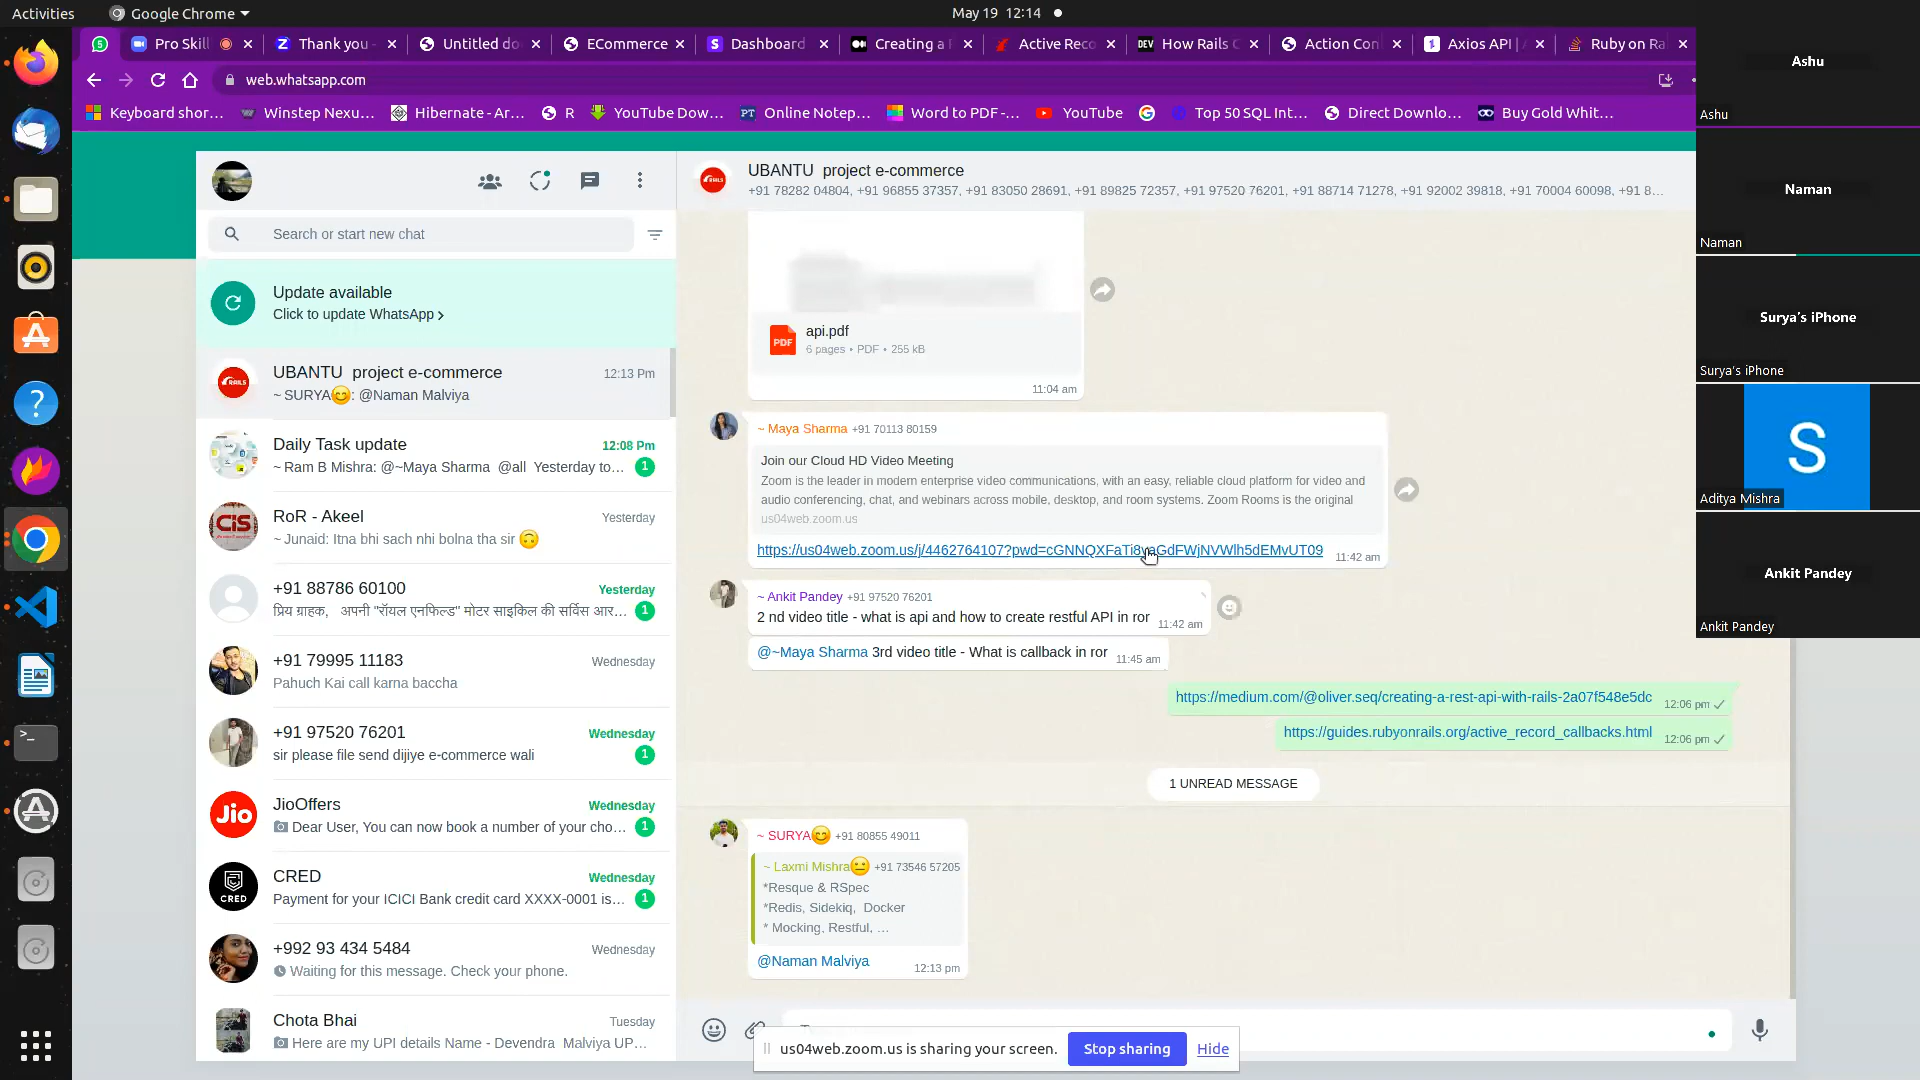 Activities
Google Chrome
May 19 12:14
Pro Skill
Thank you -
Untitled do
ECommerce
Dashboard
Creating a
Active Reco
DEV
How Rails
Action Con
Axios API |
Ruby on Ra
web.whatsapp.com
Keyboard shor...
Winstep Nexu...
Hibernate - Ar...
R
YouTube Dow...
PT
Online Notep...
Word to PDF -...
YouTube
Top 50 SQL Int...
Direct Downlo...
Buy Gold Whit...
Search or start new chat
Update available
Click to update WhatsApp
UBANTU project e-commerce
12:13 Pm
~ SURYA😊: @Naman Malviya
Daily Task update
12:08 Pm
~ Ram B Mishra: @~Maya Sharma @all Yesterday to...
1
CIS
RoR - Akeel
Yesterday
~ Junaid: Itna bhi sach nhi bolna tha sir 🙃
+91 88786 60100
Yesterday
प्रिय ग्राहक, अपनी "रॉयल एनफिल्ड" मोटर साइकिल की सर्विस आर...
1
+91 79995 11183
Wednesday
Pahuch Kai call karna baccha
+91 97520 76201
Wednesday
sir please file send dijiye e-commerce wali
1
Jio
JioOffers
Wednesday
Dear User, You can now book a number of your cho...
1
CRED
CRED
Wednesday
Payment for your ICICI Bank credit card XXXX-0001 is...
1
+992 93 434 5484
Wednesday
Waiting for this message. Check your phone.
Chota Bhai
Tuesday
Here are my UPI details Name - Devendra Malviya UP...
RAILS
UBANTU project e-commerce
+91 78282 04804, +91 96855 37357, +91 83050 28691, +91 89825 72357, +91 97520 76201, +91 88714 71278, +91 92002 39818, +91 70004 60098, +91 8...
PDF
api.pdf
6 pages • PDF • 255 kB
11:04 am
~ Maya Sharma +91 70113 80159
Join our Cloud HD Video Meeting
Zoom is the leader in modern enterprise video communications, with an easy, reliable cloud platform for video and
audio conferencing, chat, and webinars across mobile, desktop, and room systems. Zoom Rooms is the original
us04web.zoom.us
https://us04web.zoom.us/j/4462764107?pwd=cGNNQXFaTi8vaGdFWjNVWlh5dEMvUT09
11:42 am
~ Ankit Pandey +91 97520 76201
2 nd video title - what is api and how to create restful API in ror
11:42 am
@~Maya Sharma 3rd video title - What is callback in ror
11:45 am
https://medium.com/@oliver.seq/creating-a-rest-api-with-rails-2a07f548e5dc
12:06 pm
https://guides.rubyonrails.org/active_record_callbacks.html
12:06 pm
1 UNREAD MESSAGE
~ SURYA😊 +91 80855 49011
~ Laxmi Mishra😐 +91 73546 57205
*Resque & RSpec
*Redis, Sidekiq, Docker
* Mocking, Restful, ...
@Naman Malviya
12:13 pm
us04web.zoom.us is sharing your screen.
Stop sharing
Hide
Ashu
Ashu
Naman
Naman
Surya's iPhone
Surya's iPhone
S
Aditya Mishra
Ankit Pandey
Ankit Pandey